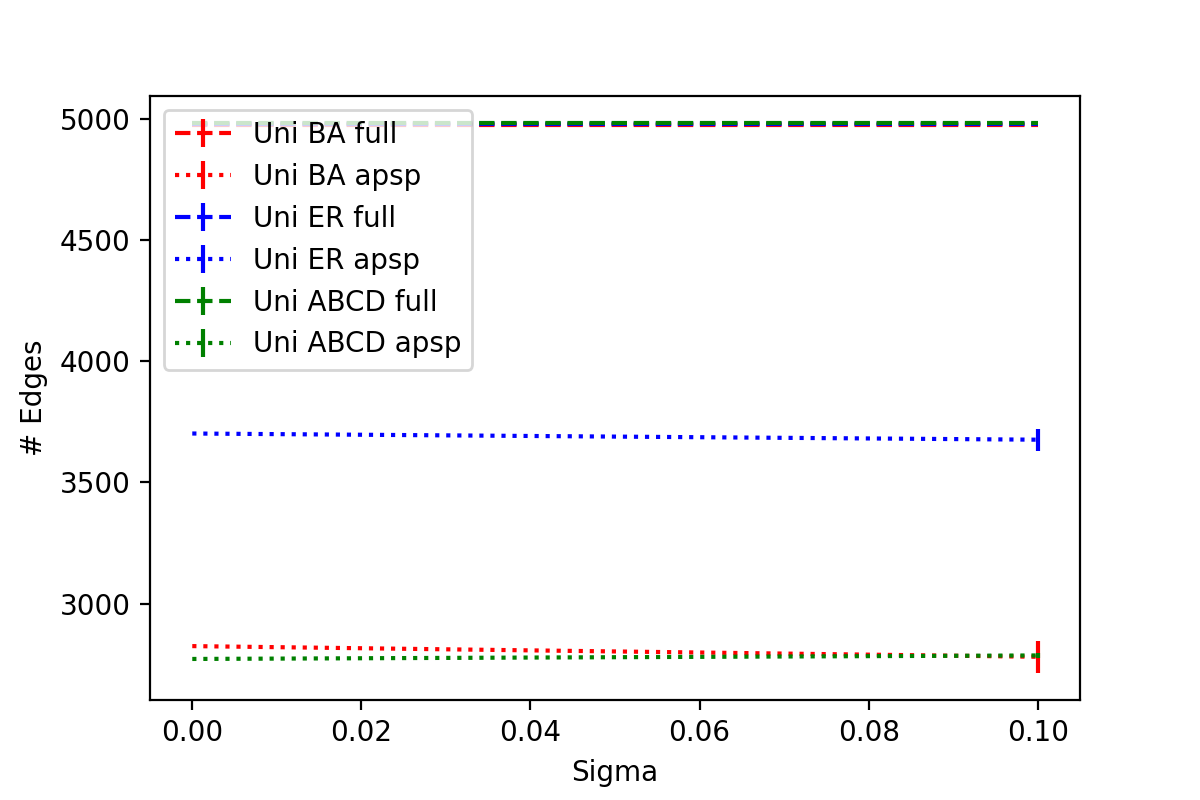 5000
4500
4000
3500
3000
# Edges
Uni BA full
Uni BA apsp
Uni ER full
Uni ER apsp
Uni ABCD full
Uni ABCD apsp
0.00 0.02 0.04 0.06 0.08 0.10
Sigma